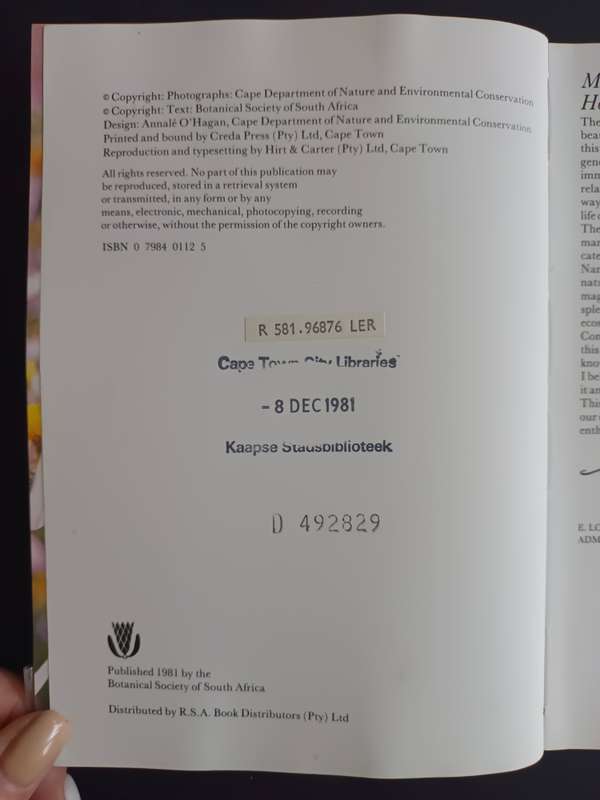 © Copyright: Photographs: Cape Department of Nature and Environmental Conservation
© Copyright: Text: Botanical Society of South Africa
Design: Annalé O'Hagan, Cape Department of Nature and Environmental Conservation
Printed and bound by Creda Press (Pty) Ltd, Cape Town
Reproduction and typesetting by Hirt & Carter (Pty) Ltd, Cape Town
All rights reserved. No part of this publication may
be reproduced, stored in a retrieval system
or transmitted, in any form or by any
means, electronic, mechanical, photocopying, recording
or otherwise, without the permission of the copyright owners.
ISBN 0 7984 0112 5
R 581.96876 LER
Cape Town City Libraries
- 8 DEC 1981
Kaapse Stadsbiblioteek
D 492829
Published 1981 by the
Botanical Society of South Africa
Distributed by R.S.A. Book Distributors (Pty) Ltd